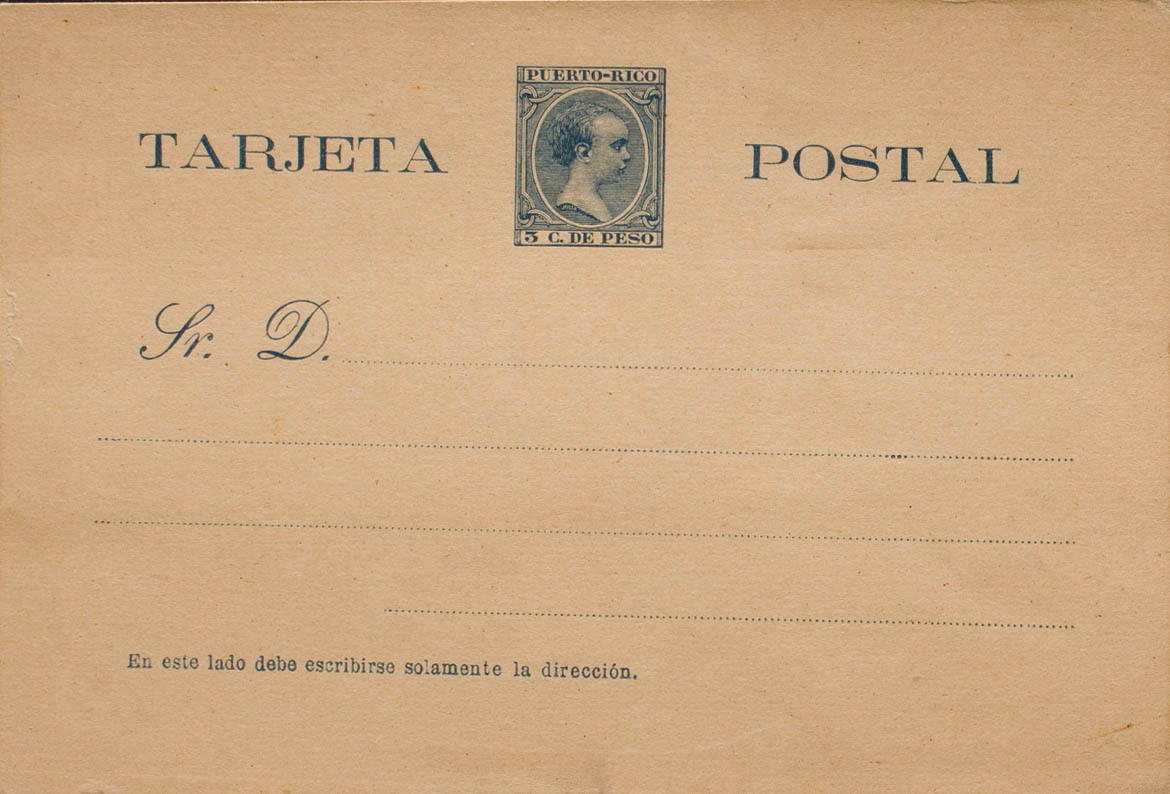 PUERTO-RICO
TARJETA POSTAL
3 C. DE PESO
Sr. D.
En este lado debe escribirse solamente la dirección.